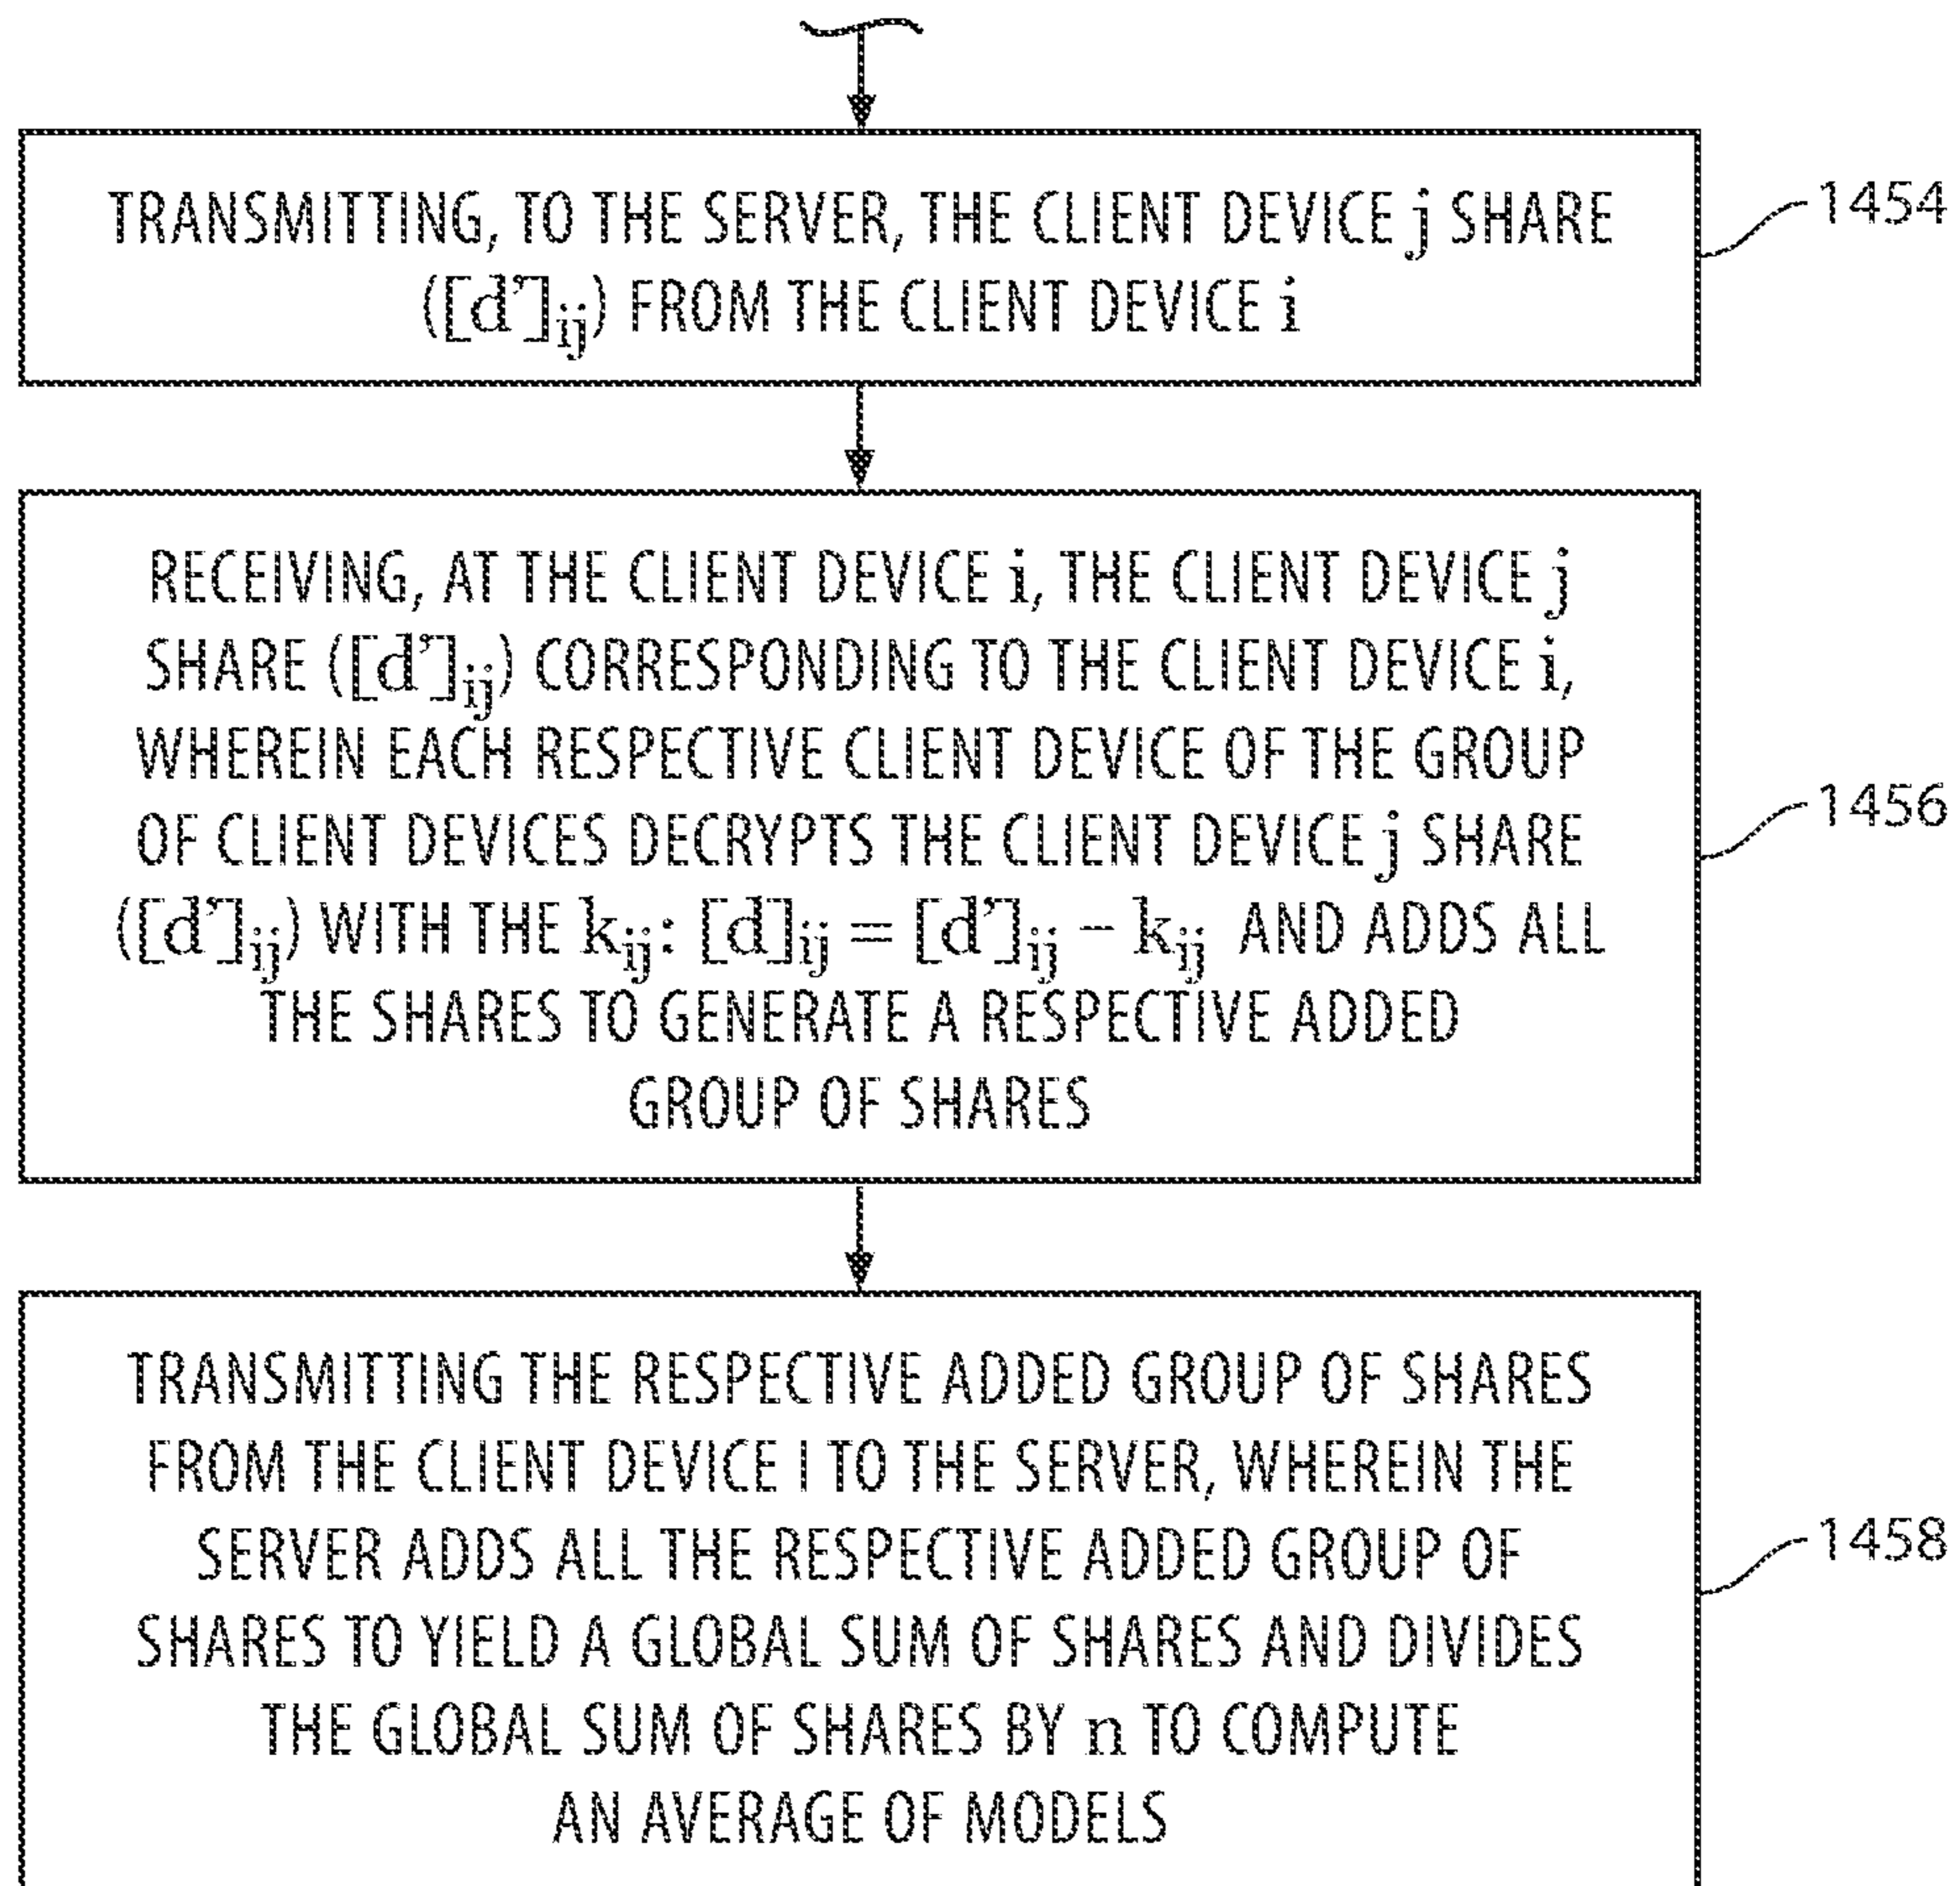 TRANSMITTING, TO THE SERVER, THE CLIENT DEVICE j SHARE
([d’]ij) FROM THE CLIENT DEVICE i
1454
RECEIVING, AT THE CLIENT DEVICE i, THE CLIENT DEVICE j
SHARE ([d’]ij) CORRESPONDING TO THE CLIENT DEVICE i,
WHEREIN EACH RESPECTIVE CLIENT DEVICE OF THE GROUP
OF CLIENT DEVICES DECRYPTS THE CLIENT DEVICE j SHARE
([d’]ij) WITH THE kij: [d]ij = [d’]ij - kij AND ADDS ALL
THE SHARES TO GENERATE A RESPECTIVE ADDED
GROUP OF SHARES
1456
TRANSMITTING THE RESPECTIVE ADDED GROUP OF SHARES
FROM THE CLIENT DEVICE I TO THE SERVER, WHEREIN THE
SERVER ADDS ALL THE RESPECTIVE ADDED GROUP OF
SHARES TO YIELD A GLOBAL SUM OF SHARES AND DIVIDES
THE GLOBAL SUM OF SHARES BY n TO COMPUTE
AN AVERAGE OF MODELS
1458